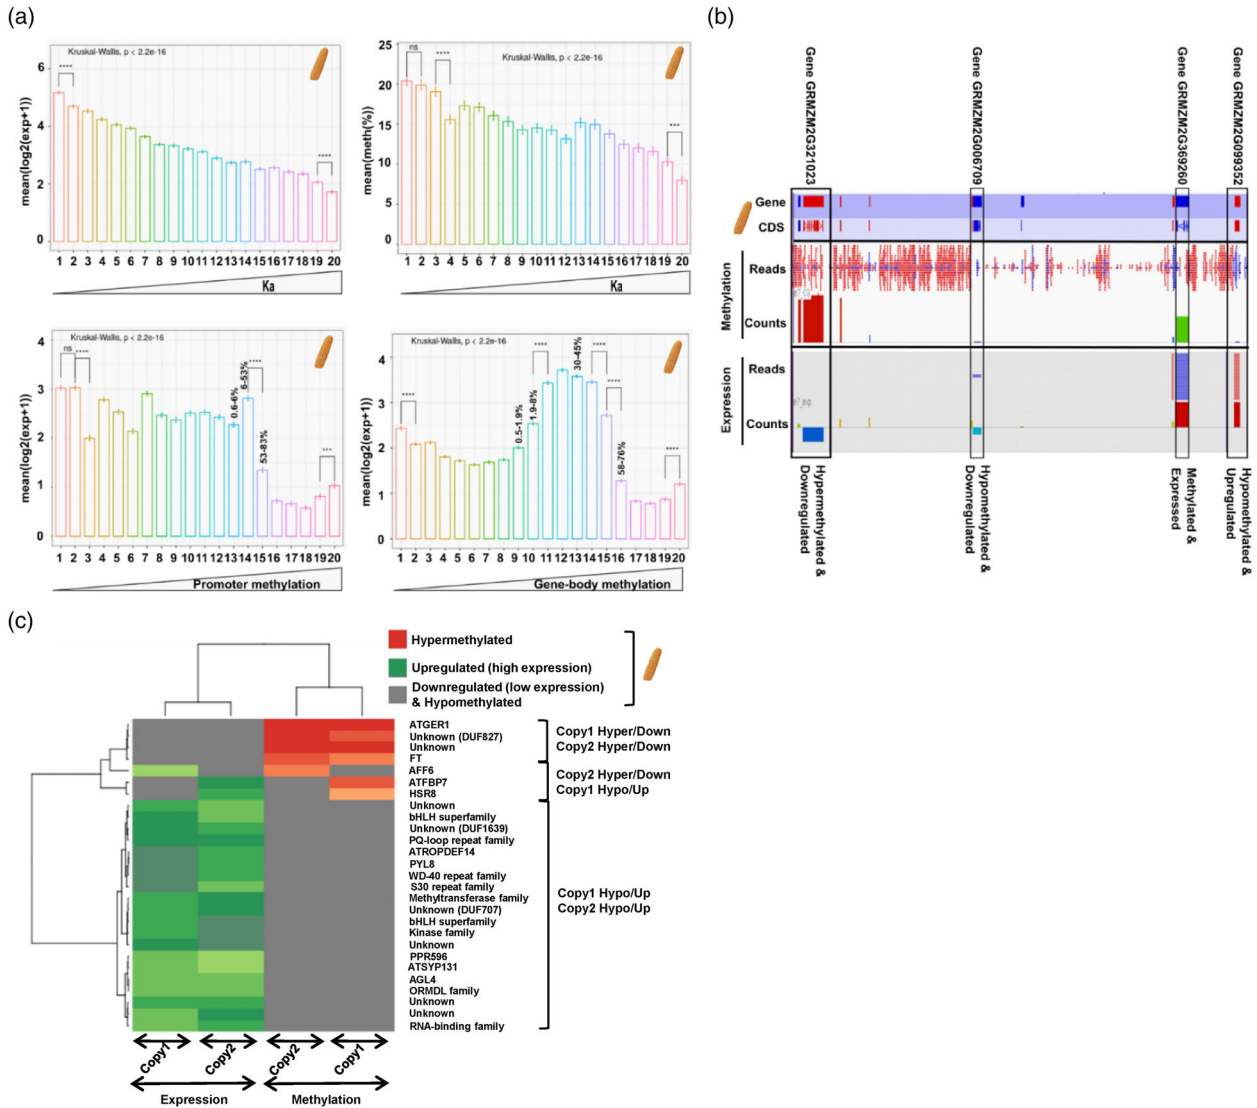 (a)
Kruskal-Wallis, p < 2.2e-16
****
****
mean(log2(exp+1))
6
4
2
0
1 2 3 4 5 6 7 8 9 10 11 12 13 14 15 16 17 18 19 20
Ka
Kruskal-Wallis, p < 2.2e-16
ns
****
***
mean(meth(%))
25
20
15
10
5
0
1 2 3 4 5 6 7 8 9 10 11 12 13 14 15 16 17 18 19 20
Ka
Kruskal-Wallis, p < 2.2e-16
ns
****
****
***
0.6-6%
6-53%
53-83%
mean(log2(exp+1))
4
3
2
1
0
1 2 3 4 5 6 7 8 9 10 11 12 13 14 15 16 17 18 19 20
Promoter methylation
Kruskal-Wallis, p < 2.2e-16
****
****
****
****
****
0.5-1.9%
1.9-8%
30-45%
58-76%
mean(log2(exp+1))
4
3
2
1
0
1 2 3 4 5 6 7 8 9 10 11 12 13 14 15 16 17 18 19 20
Gene-body methylation
(b)
Gene GRMZM2G321023
Gene GRMZM2G006709
Gene GRMZM2G369260
Gene GRMZM2G099352
Gene
CDS
Methylation
Reads
Counts
Expression
Reads
Counts
Hypermethylated &
Downregulated
Hypomethylated &
Downregulated
Methylated &
Expressed
Hypomethylated &
Upregulated
(c)
Hypermethylated
Upregulated (high expression)
Downregulated (low expression)
& Hypomethylated
ATGER1
Unknown (DUF827)
Unknown
FT
AFF6
ATFBP7
HSR8
Unknown
bHLH superfamily
Unknown (DUF1639)
PQ-loop repeat family
ATROPDEF14
PYL8
WD-40 repeat family
S30 repeat family
Methyltransferase family
Unknown (DUF707)
bHLH superfamily
Kinase family
Unknown
PPR596
ATSYP131
AGL4
ORMDL family
Unknown
Unknown
RNA-binding family
Copy1 Hyper/Down
Copy2 Hyper/Down
Copy2 Hyper/Down
Copy1 Hypo/Up
Copy1 Hypo/Up
Copy2 Hypo/Up
Copy1
Copy2
Copy2
Copy1
Expression
Methylation